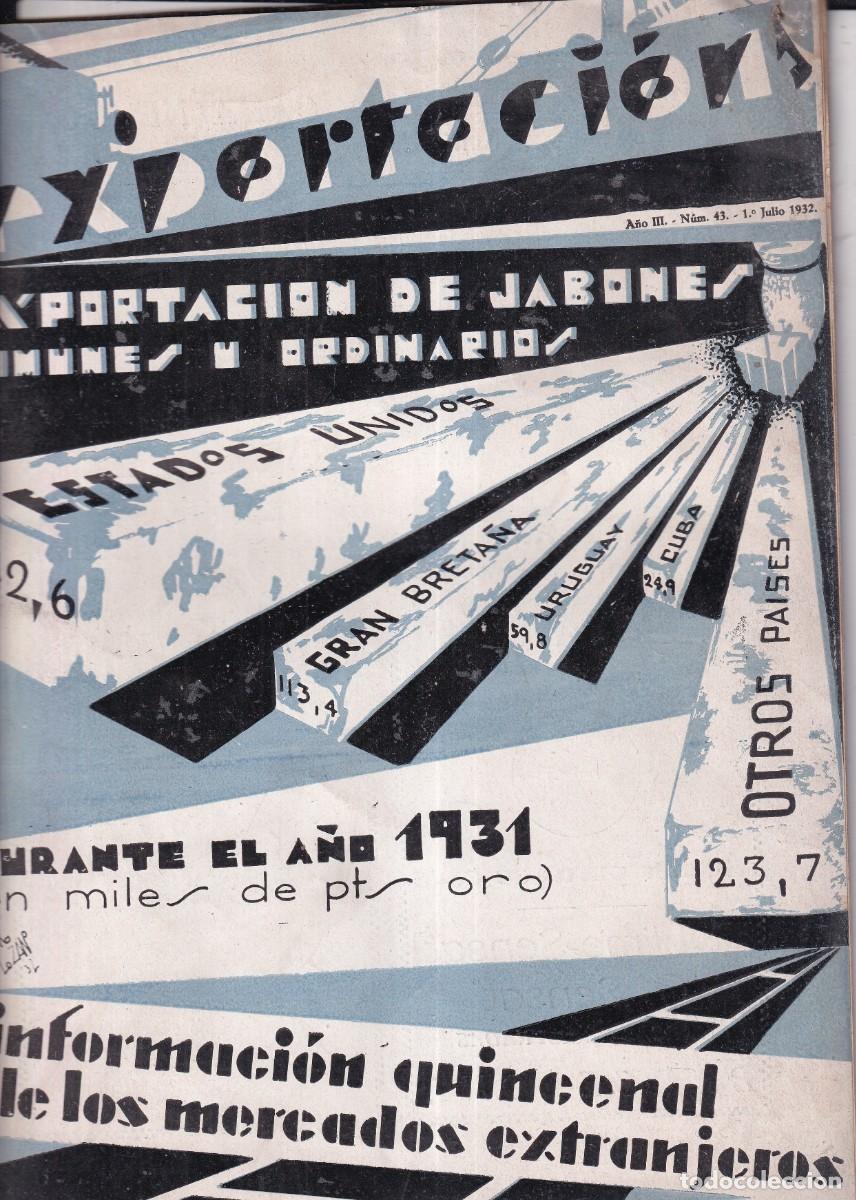 exportación
Año III. - Núm. 43. - 1.º Julio 1932.
XPORTACION DE JABONES
MUNES Y ORDINARIOS
ESTADOS UNIDOS
2,6
GRAN BRETAÑA
113,4
URUGUAY
59,8
CUBA
24,9
OTROS PAISES
123,7
URANTE EL AÑO 1931
n miles de pts oro)
información quincenal
de los mercados extranjeros
todocoleccion